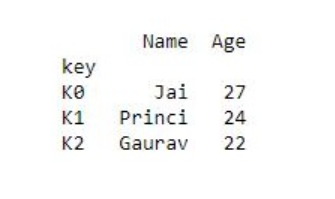 Name Age
key
K0 Jai 27
K1 Princi 24
K2 Gaurav 22